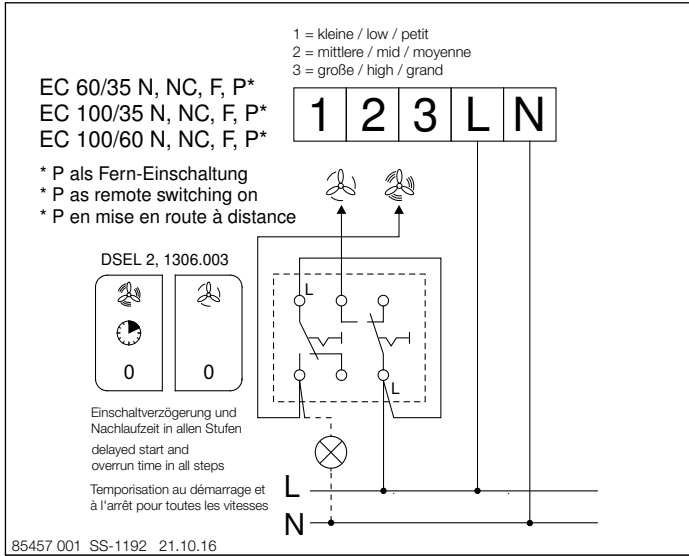 1 = kleine / low / petit
2 = mittlere / mid / moyenne
3 = große / high / grand
EC 60/35 N, NC, F, P*
EC 100/35 N, NC, F, P*
EC 100/60 N, NC, F, P*
1 2 3 L N
* P als Fern-Einschaltung
* P as remote switching on
* P en mise en route à distance
DSEL 2, 1306.003
L
0 0
L
Einschaltverzögerung und
Nachlaufzeit in allen Stufen
delayed start and
overrun time in all steps
Temporisation au démarrage et
à l'arrêt pour toutes les vitesses
L
N
85457 001 SS-1192 21.10.16